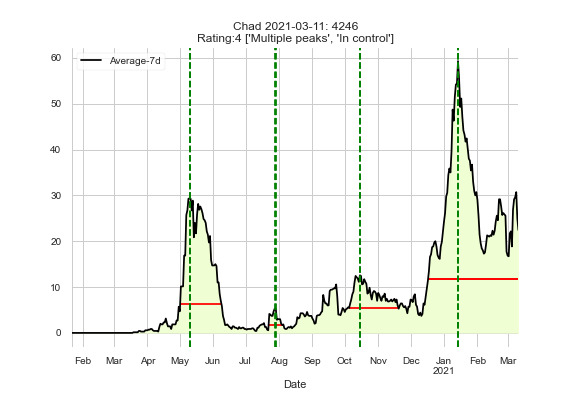 Chad 2021-03-11: 4246
Rating:4 ['Multiple peaks', 'In control']
Average-7d
60
50
40
30
20
10
0
Feb Mar Apr May Jun Jul Aug Sep Oct Nov Dec Jan Feb Mar
2021
Date